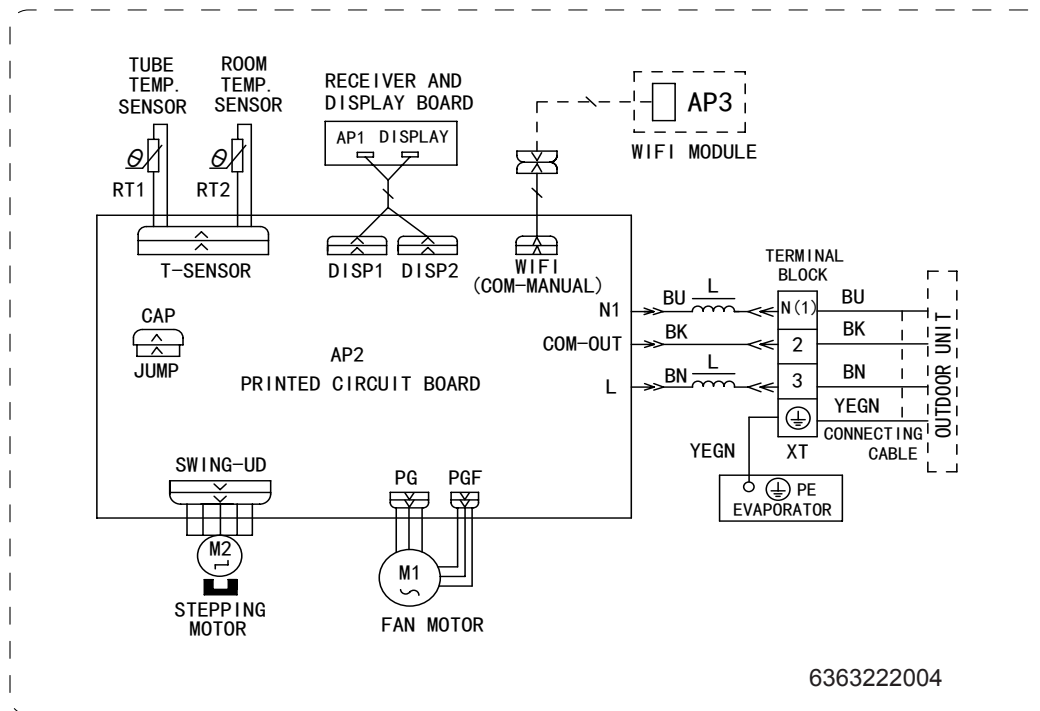 TUBE
TEMP.
SENSOR
ROOM
TEMP.
SENSOR
RECEIVER AND
DISPLAY BOARD
AP1 DISPLAY
AP3
WIFI MODULE
θ
RT1
θ
RT2
T-SENSOR
DISP1
DISP2
WIFI
(COM-MANUAL)
TERMINAL
BLOCK
CAP
JUMP
AP2
PRINTED CIRCUIT BOARD
N1
BU
L
N(1)
BU
COM-OUT
BK
2
BK
L
BN
L
3
BN
YEGN
CONNECTING
CABLE
OUTDOOR UNIT
YEGN
XT
PE
EVAPORATOR
SWING-UD
PG
PGF
M2
STEPPING
MOTOR
M1
FAN MOTOR
6363222004